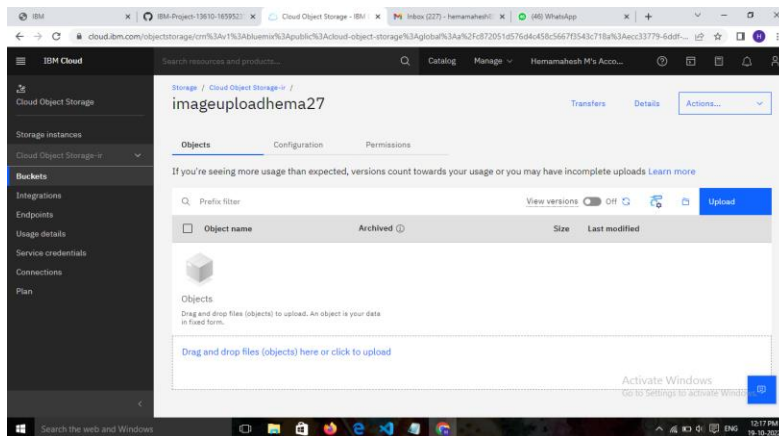 IBM
IBM-Project-13610-1659523
Cloud Object Storage - IBM
Inbox (227) - hemamahesh
(46) WhatsApp
IBM Cloud
Search resources and products...
Catalog
Manage
Hemamahesh M's Acco...
Cloud Object Storage
Storage instances
Cloud Object Storage-ir
Buckets
Integrations
Endpoints
Usage details
Service credentials
Connections
Plan
Storage / Cloud Object Storage-ir /
imageuploadhema27
Transfers
Details
Actions...
Objects
Configuration
Permissions
If you're seeing more usage than expected, versions count towards your usage or you may have incomplete uploads Learn more
Prefix filter
View versions
Off
Upload
Object name
Archived
Size
Last modified
Objects
Drag and drop files (objects) to upload. An object is your data
in fixed form.
Drag and drop files (objects) here or click to upload
Activate Windows
Go to Settings to activate Windows
Search the web and Windows
ENG
12:17 PM